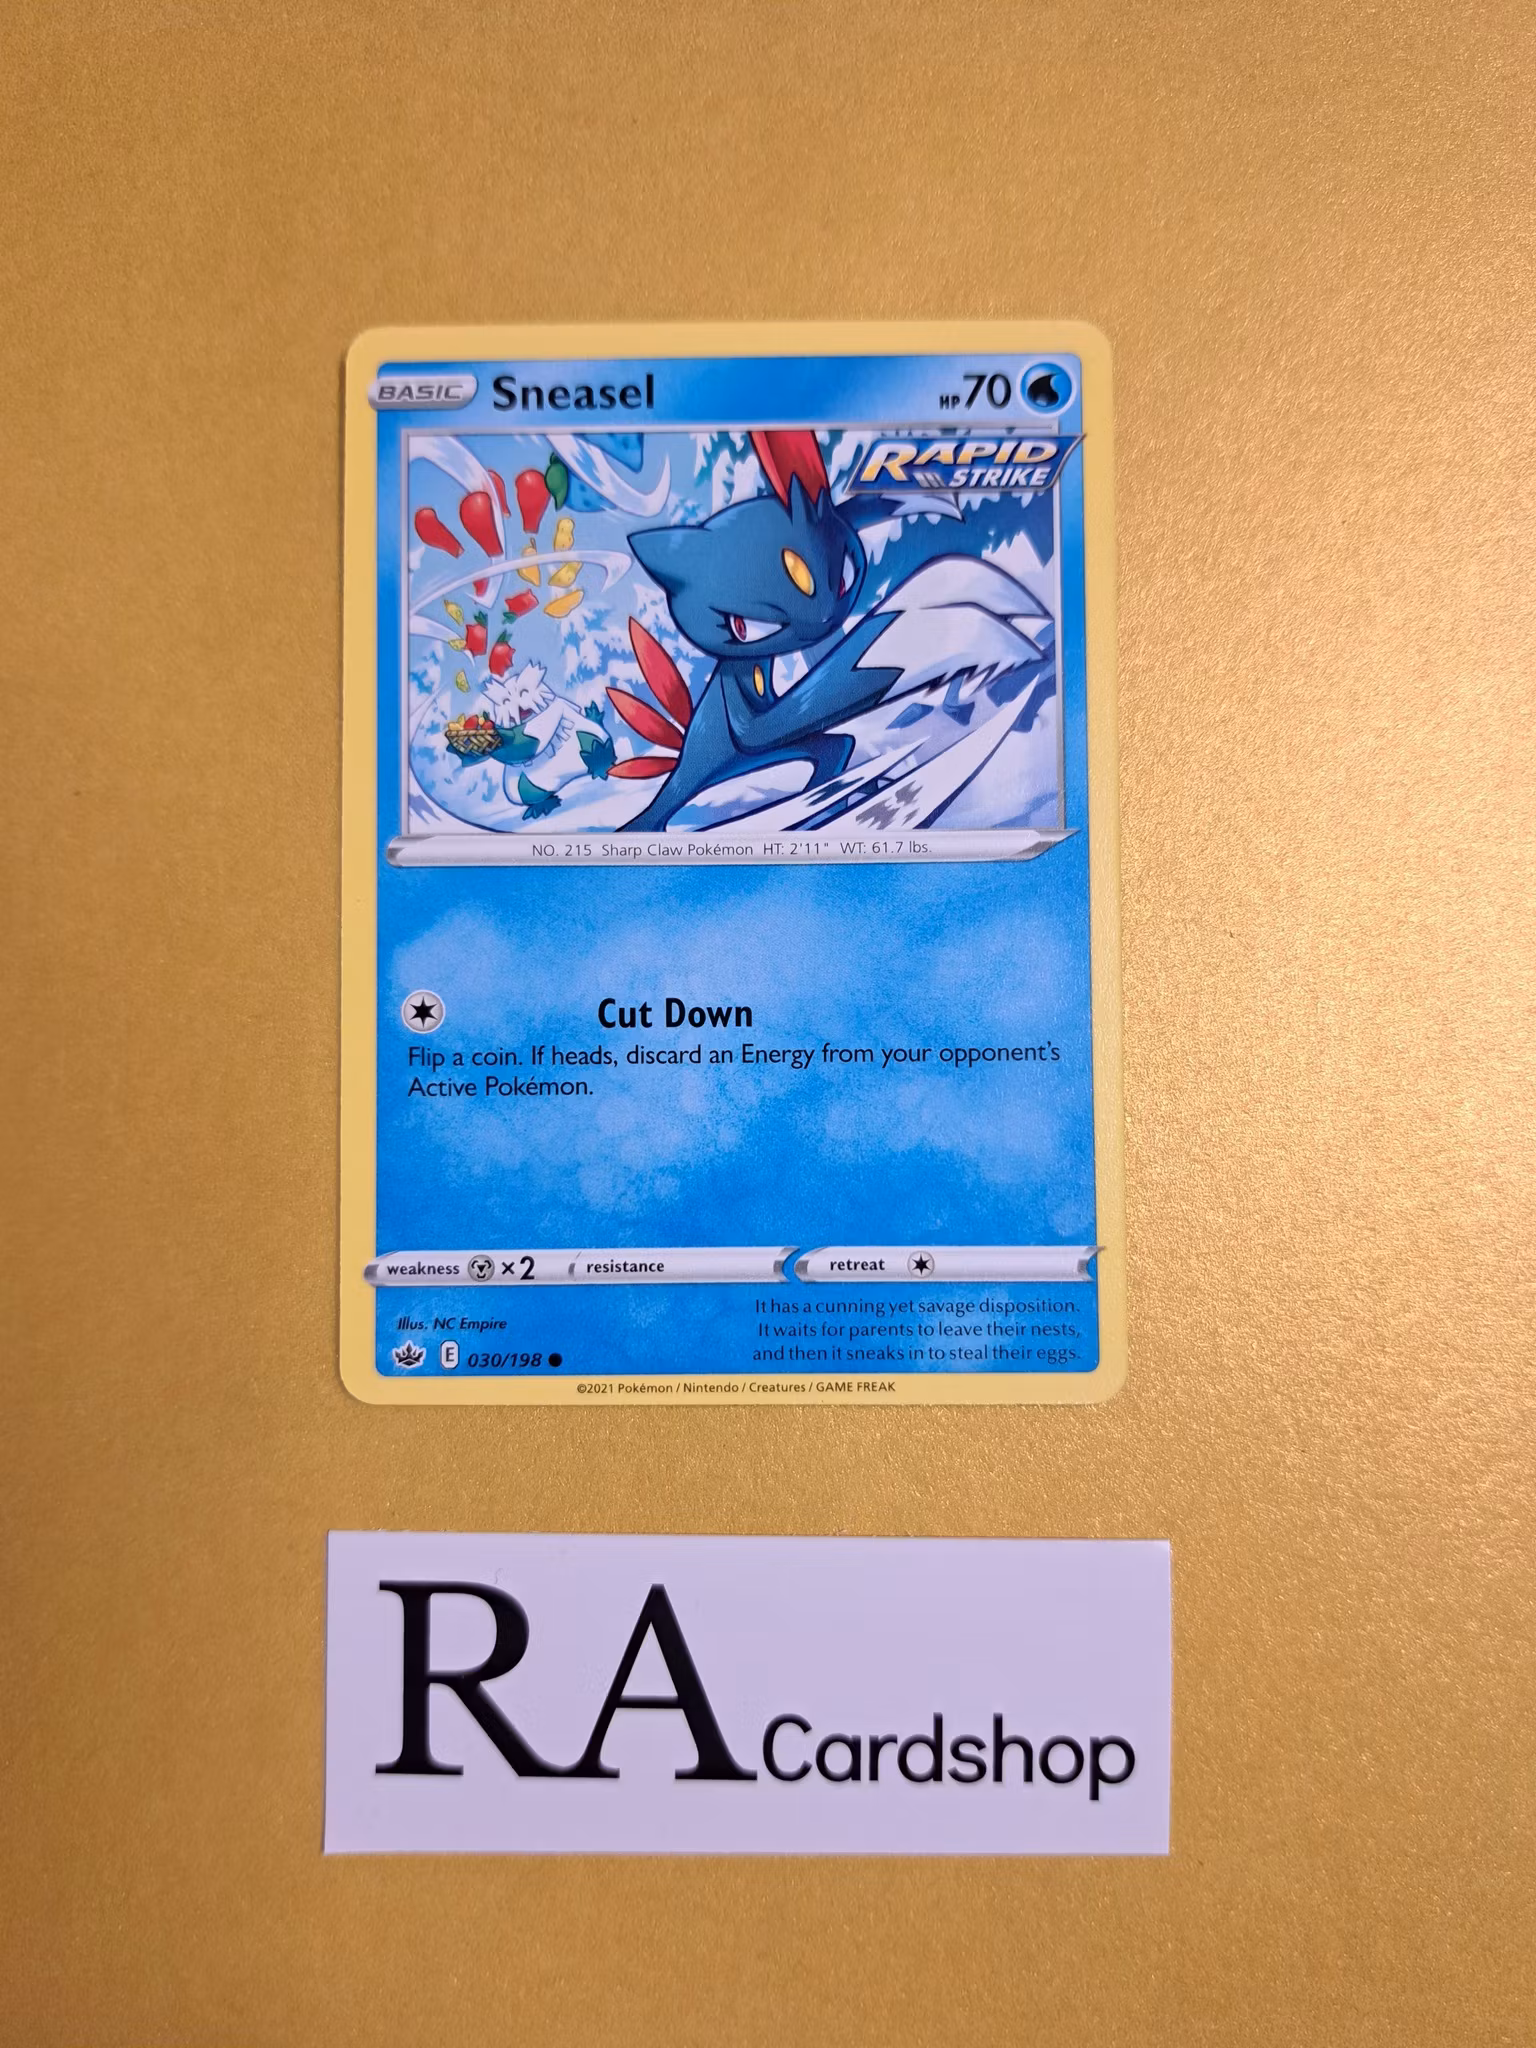 BASIC Sneasel HP70
RAPID
STRIKE
NO. 215 Sharp Claw Pokémon HT: 2'11" WT: 61.7 lbs.
Cut Down
Flip a coin. If heads, discard an Energy from your opponent's
Active Pokémon.
weakness ×2 resistance retreat
Illus. NC Empire
It has a cunning yet savage disposition.
It waits for parents to leave their nests,
and then it sneaks in to steal their eggs.
E 030/198
©2021 Pokémon / Nintendo / Creatures / GAME FREAK
RA Cardshop